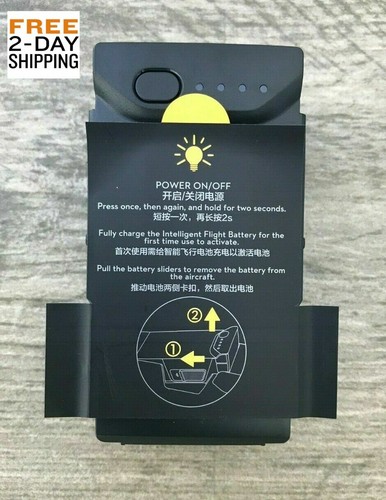 FREE
2-DAY
SHIPPING
POWER ON/OFF
开启/关闭电源
Press once, then again, and hold for two seconds.
短按一次，再长按2s
Fully charge the Intelligent Flight Battery for the
first time use to activate.
首次使用需给智能飞行电池充电以激活电池
Pull the battery sliders to remove the battery from
the aircraft.
推动电池两侧卡扣，然后取出电池
②
①